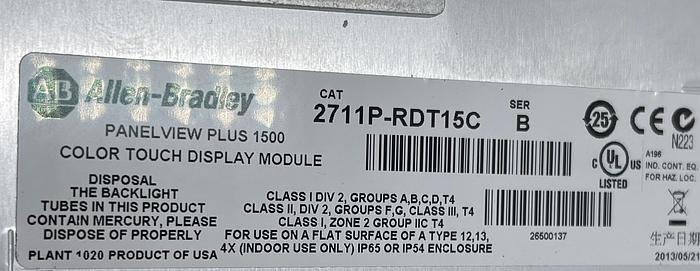 AB Allen-Bradley
PANELVIEW PLUS 1500
COLOR TOUCH DISPLAY MODULE
CAT
2711P-RDT15C
SER
B
25
CE
N223
C UL US
LISTED
A196
IND. CONT. EQ.
FOR HAZ. LOC.
DISPOSAL
THE BACKLIGHT
TUBES IN THIS PRODUCT
CONTAIN MERCURY, PLEASE
DISPOSE OF PROPERLY
PLANT 1020 PRODUCT OF USA
CLASS I DIV 2, GROUPS A,B,C,D,T4
CLASS II, DIV 2, GROUPS F,G, CLASS III, T4
CLASS I, ZONE 2 GROUP IIC T4
FOR USE ON A FLAT SURFACE OF A TYPE 12,13,
4X (INDOOR USE ONLY) IP65 OR IP54 ENCLOSURE
26500137
生产日期
2013/05/21